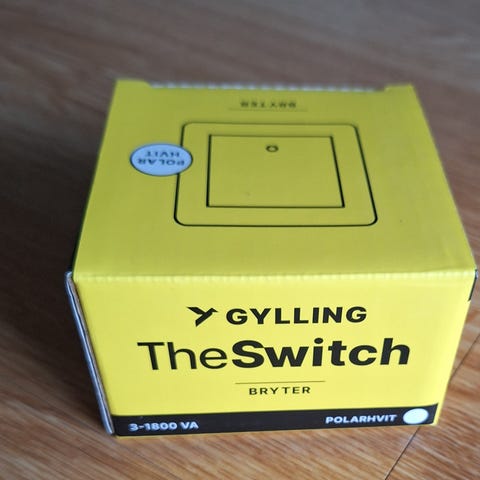 BRYTER
POLAR
HVIT
GYLLING
TheSwitch
BRYTER
3-1800 VA
POLARHVIT